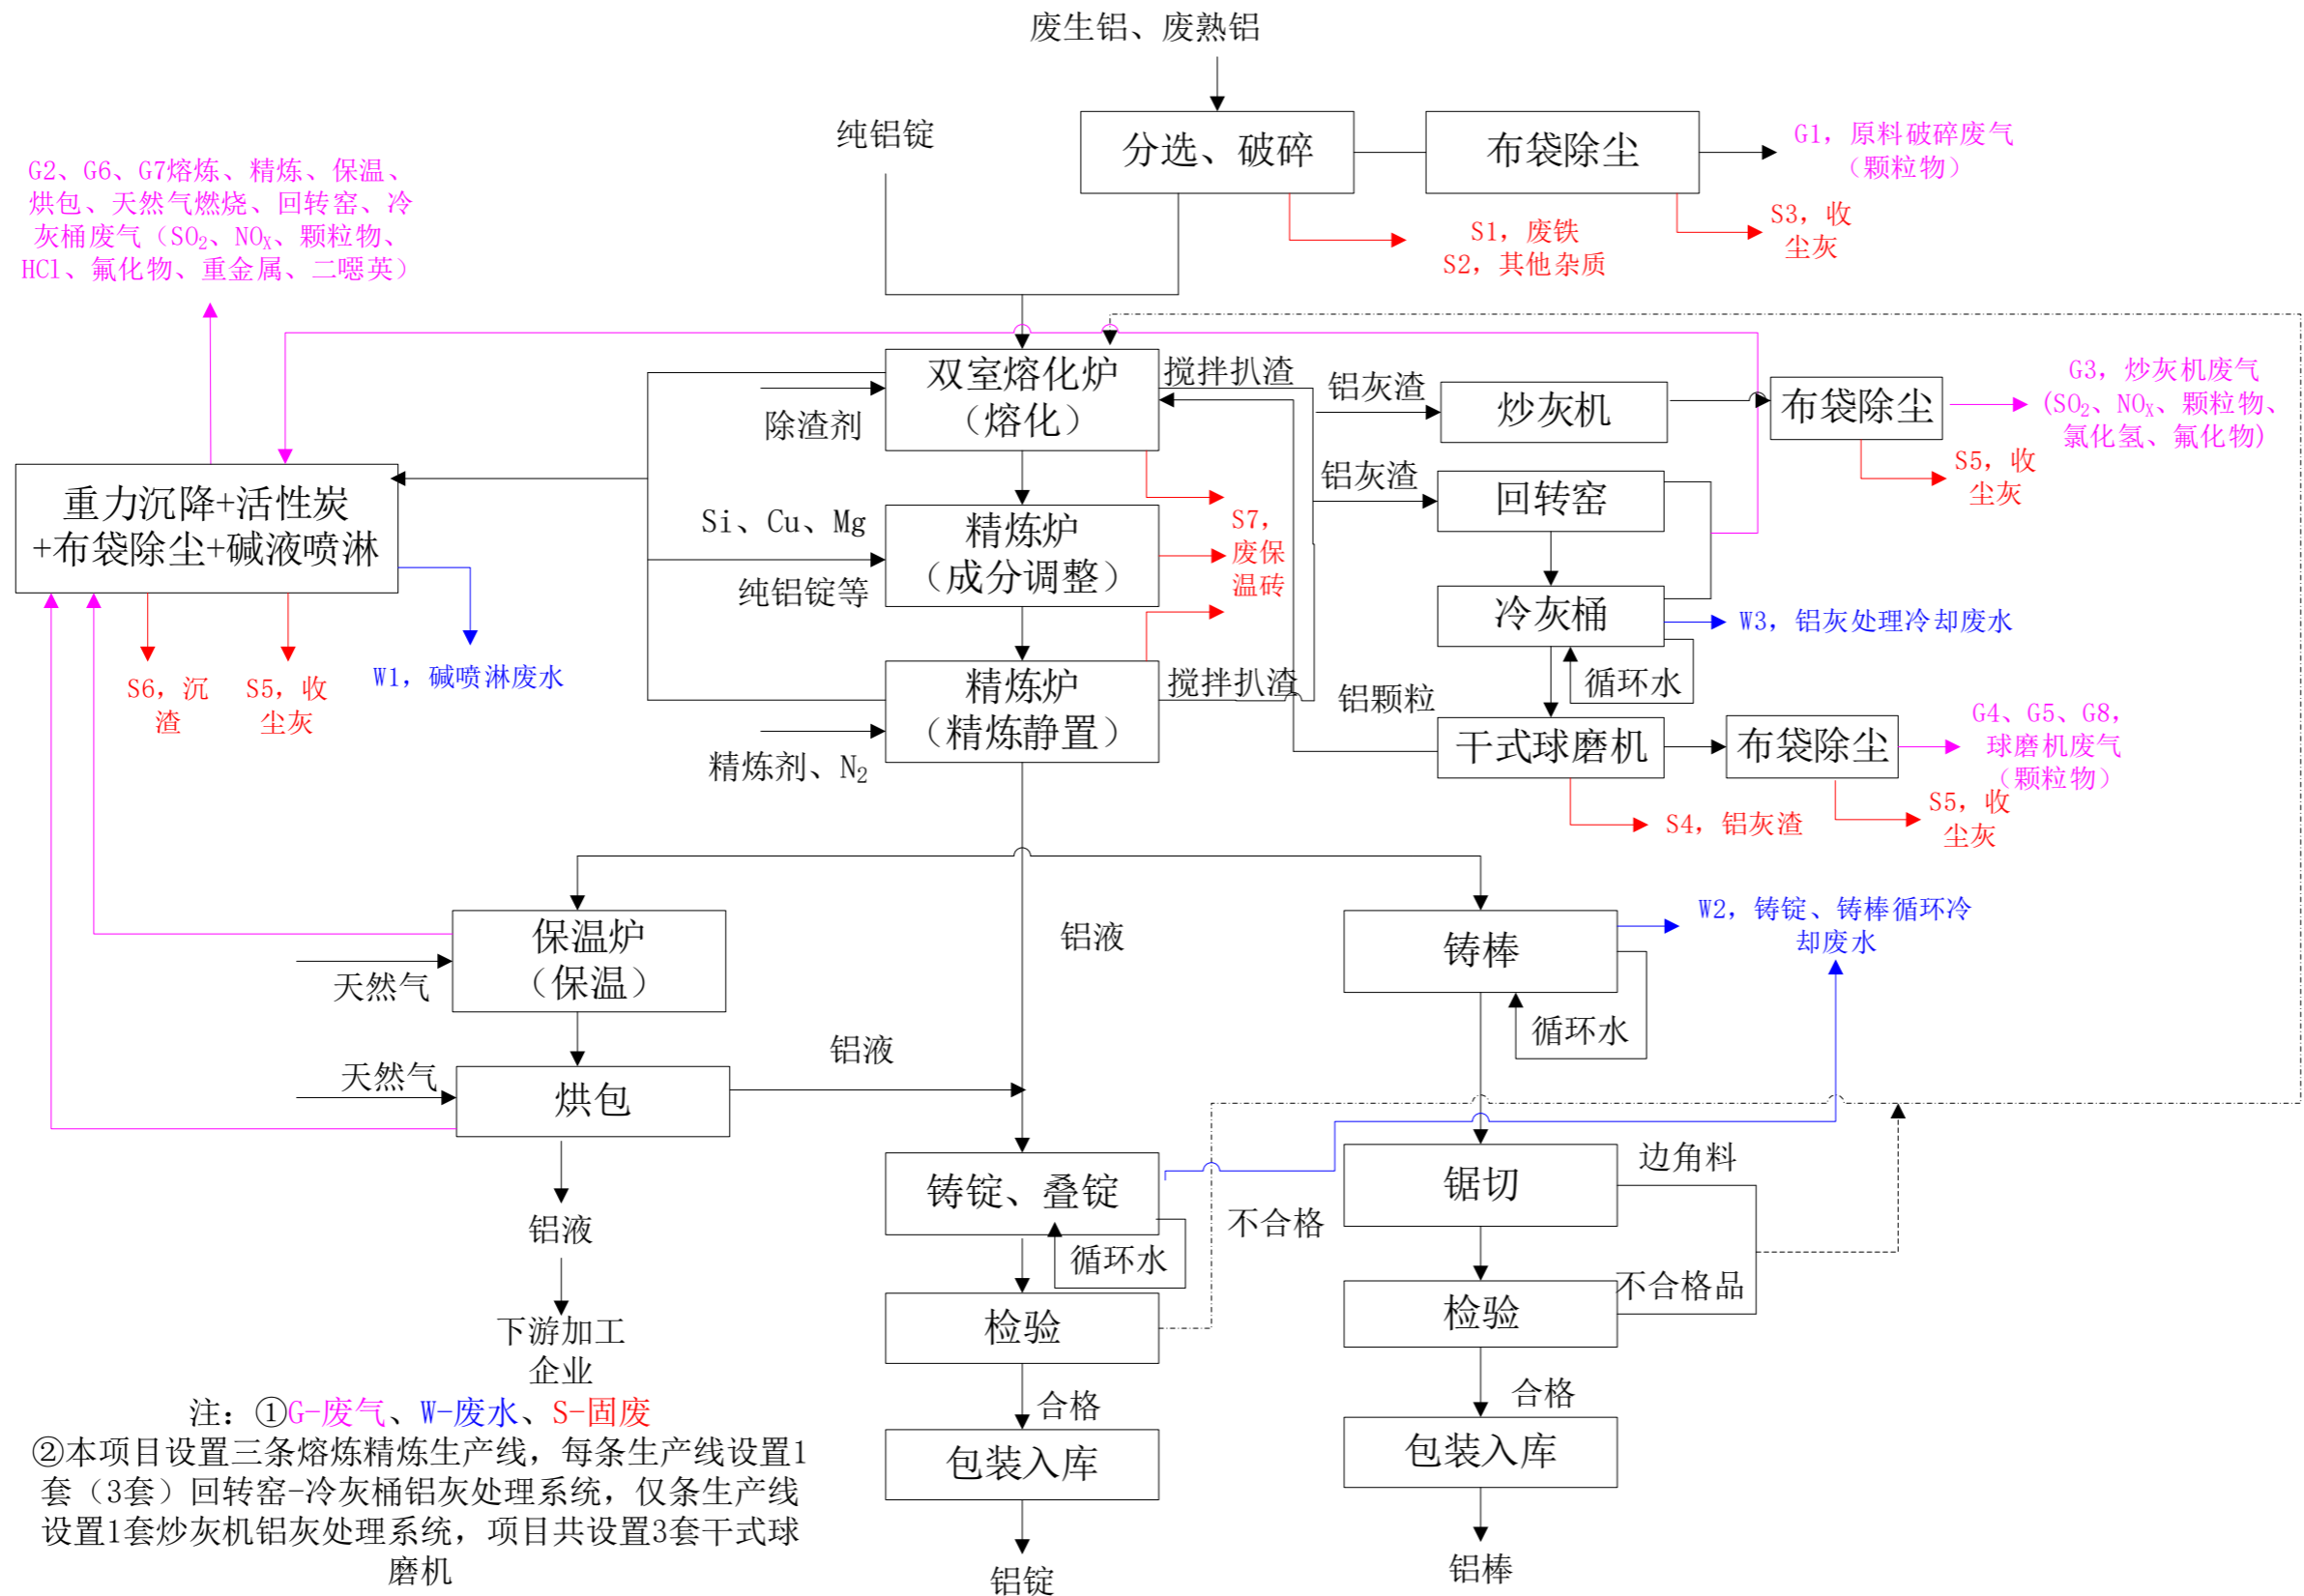 废生铝、废熟铝
纯铝锭
分选、破碎
布袋除尘
G1，原料破碎废气
（颗粒物）
S1，废铁
S2，其他杂质
S3，收
尘灰
G2、G6、G7熔炼、精炼、保温、
烘包、天然气燃烧、回转窑、冷
灰桶废气（SO₂、NOₓ、颗粒物、
HCl、氟化物、重金属、二噁英）
双室熔化炉
（熔化）
除渣剂
搅拌扒渣
铝灰渣
炒灰机
布袋除尘
G3，炒灰机废气
(SO₂、NOₓ、颗粒物、
氯化氢、氟化物)
S5，收
尘灰
重力沉降+活性炭
+布袋除尘+碱液喷淋
Si、Cu、Mg
纯铝锭等
精炼炉
（成分调整）
S7，
废保
温砖
铝灰渣
回转窑
冷灰桶
W3，铝灰处理冷却废水
循环水
S6，沉
渣
S5，收
尘灰
W1，碱喷淋废水
精炼炉
（精炼静置）
搅拌扒渣
精炼剂、N₂
铝颗粒
干式球磨机
布袋除尘
G4、G5、G8，
球磨机废气
（颗粒物）
S4，铝灰渣
S5，收
尘灰
保温炉
（保温）
天然气
铝液
铸棒
W2，铸锭、铸棒循环冷
却废水
循环水
天然气
烘包
铝液
铝液
下游加工
企业
铸锭、叠锭
循环水
不合格
锯切
边角料
不合格品
检验
检验
合格
合格
包装入库
包装入库
铝锭
铝棒
注：①G-废气、W-废水、S-固废
②本项目设置三条熔炼精炼生产线，每条生产线设置1
套（3套）回转窑-冷灰桶铝灰处理系统，仅条生产线
设置1套炒灰机铝灰处理系统，项目共设置3套干式球
磨机